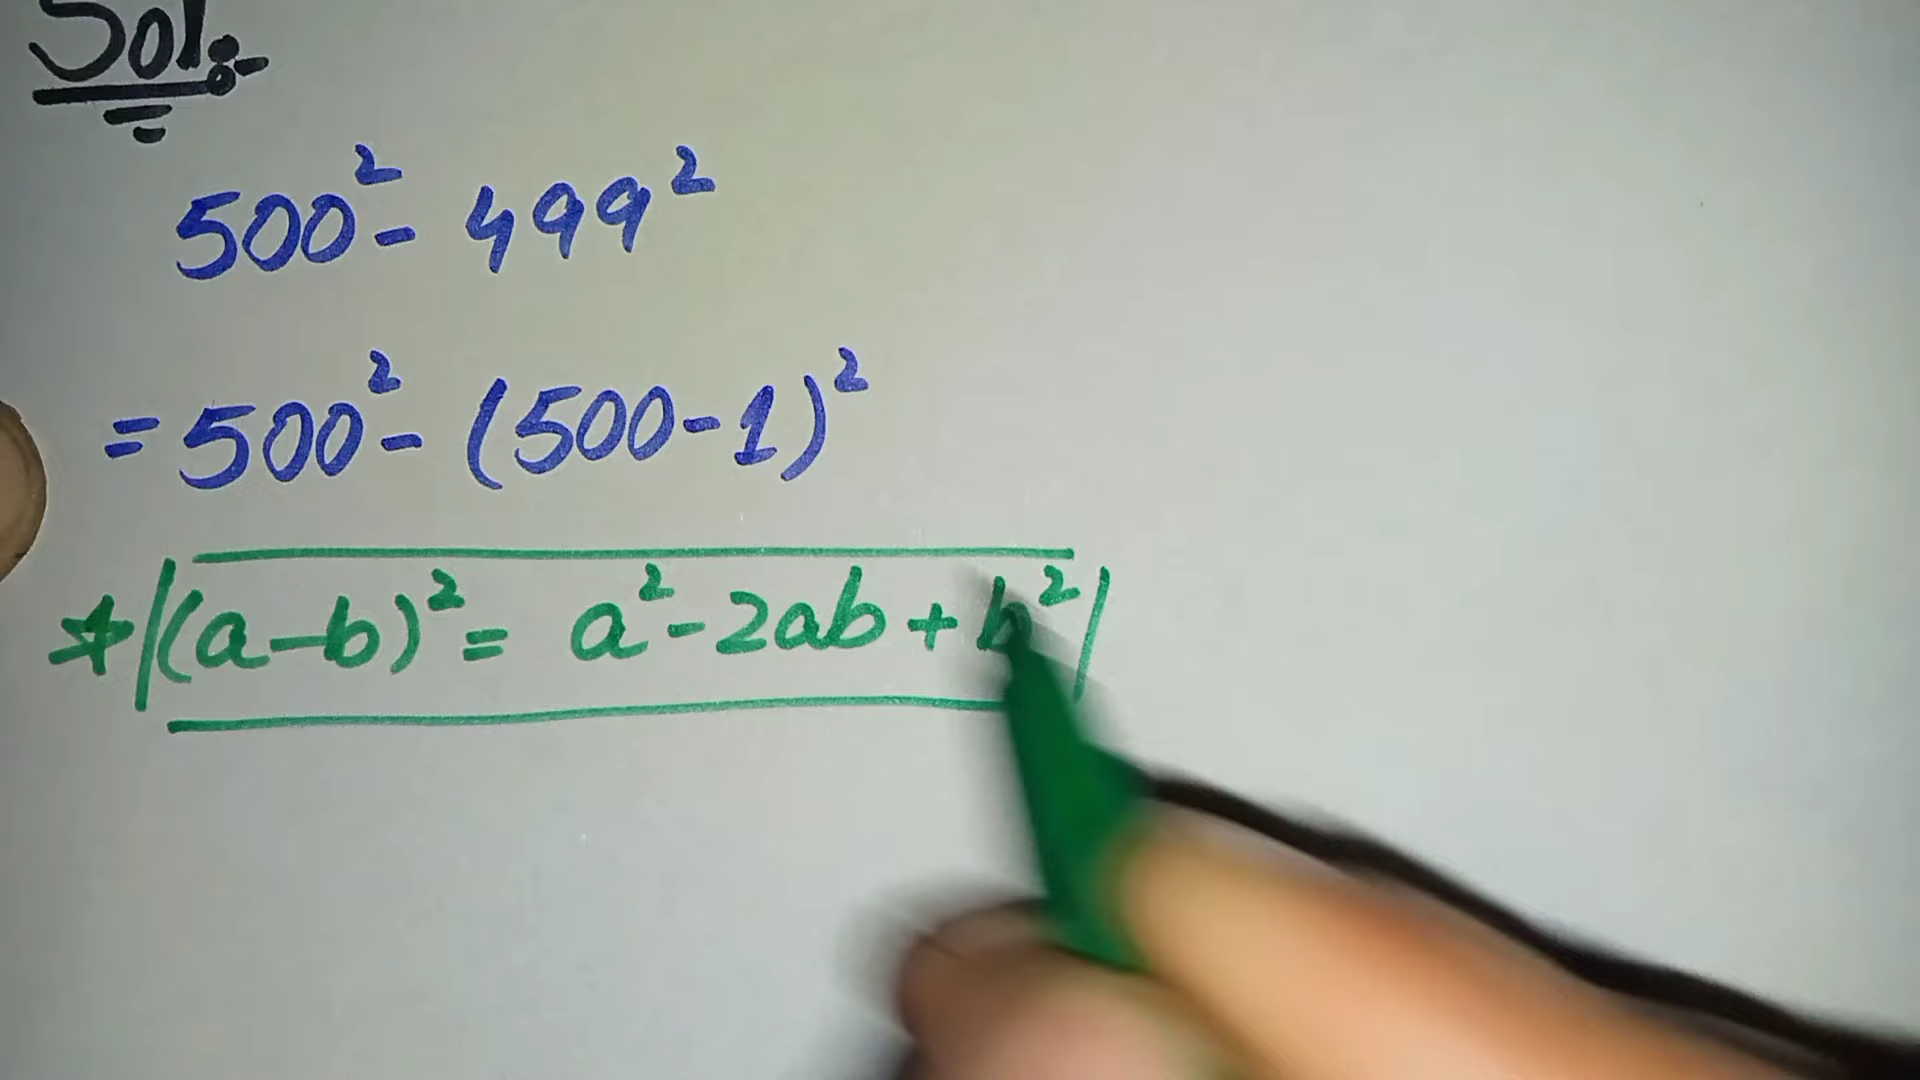 Sol:-
500² - 499²
= 500² - (500-1)²
*|(a-b)² = a² - 2ab + b²|